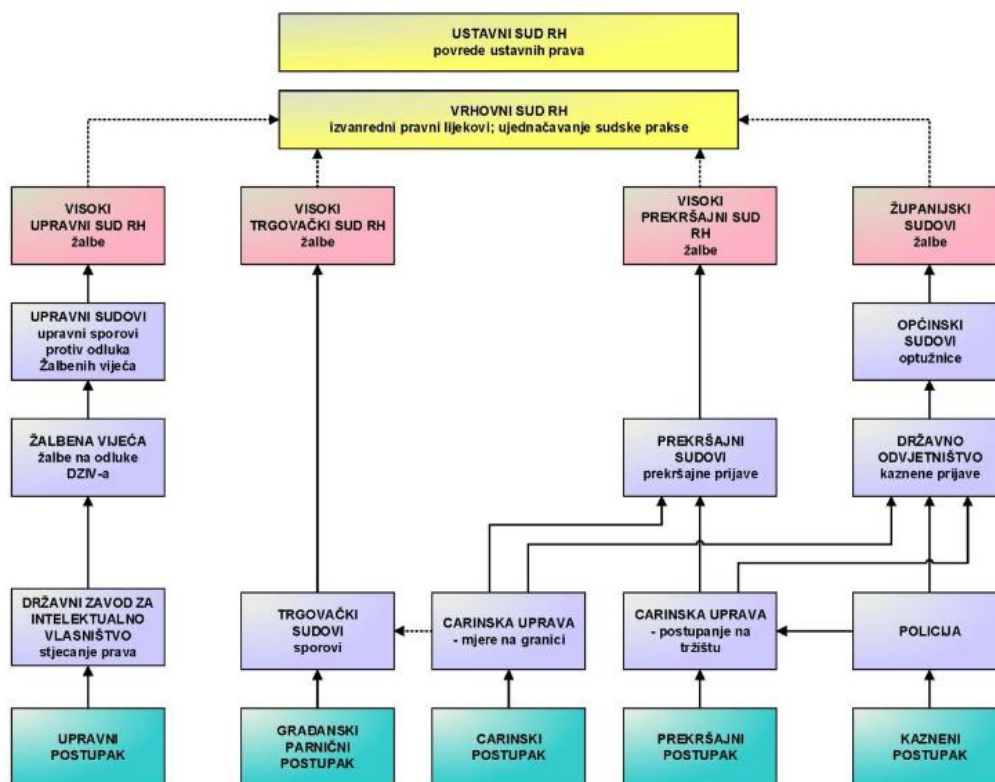 USTAVNI SUD RH
povrede ustavnih prava
VRHOVNI SUD RH
izvanredni pravni lijekovi; ujednačavanje sudske prakse
VISOKI
UPRAVNI SUD RH
žalbe
VISOKI
TRGOVAČKI SUD RH
žalbe
VISOKI
PREKRŠAJNI SUD
RH
žalbe
ŽUPANIJSKI
SUDOVI
žalbe
UPRAVNI SUDOVI
upravni sporovi
protiv odluka
Žalbenih vijeća
OPĆINSKI
SUDOVI
optužnice
ŽALBENA VIJEĆA
žalbe na odluke
DZIV-a
PREKRŠAJNI
SUDOVI
prekršajne prijave
DRŽAVNO
ODVJETNIŠTVO
kaznene prijave
DRŽAVNI ZAVOD ZA
INTELEKTUALNO
VLASNIŠTVO
stjecanje prava
TRGOVAČKI
SUDOVI
sporovi
CARINSKA UPRAVA
- mjere na granici
CARINSKA UPRAVA
- postupanje na
tržištu
POLICIJA
UPRAVNI
POSTUPAK
GRAĐANSKI
PARNIČNI
POSTUPAK
CARINSKI
POSTUPAK
PREKRŠAJNI
POSTUPAK
KAZNENI
POSTUPAK